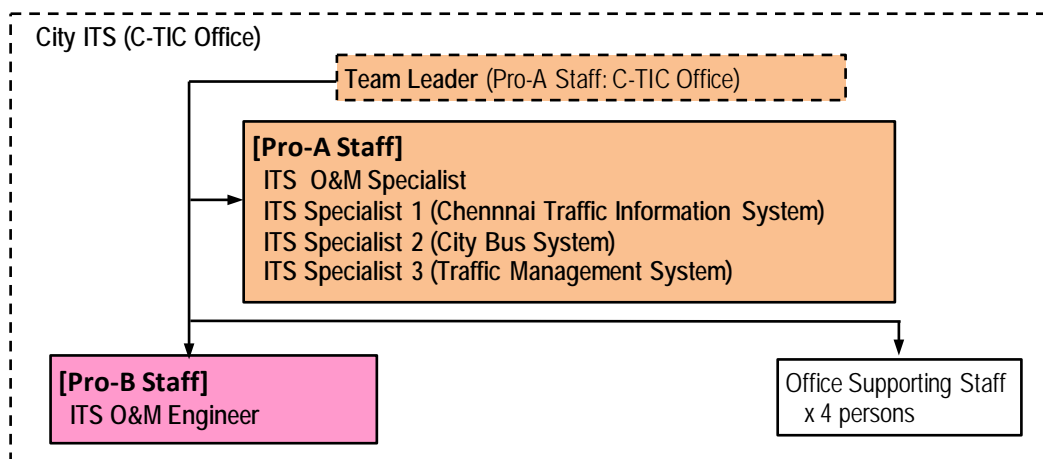 City ITS (C-TIC Office)
Team Leader (Pro-A Staff: C-TIC Office)
[Pro-A Staff]
ITS O&M Specialist
ITS Specialist 1 (Chennnai Traffic Information System)
ITS Specialist 2 (City Bus System)
ITS Specialist 3 (Traffic Management System)
[Pro-B Staff]
ITS O&M Engineer
Office Supporting Staff
x 4 persons